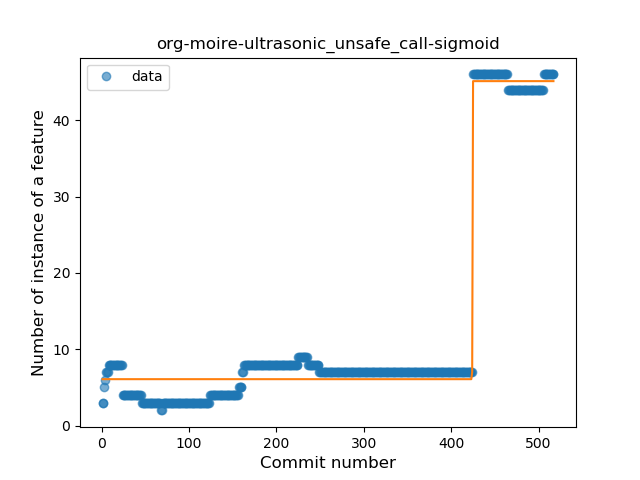 org-moire-ultrasonic_unsafe_call-sigmoid
data
Number of instance of a feature
40
30
20
10
0
0 100 200 300 400 500
Commit number